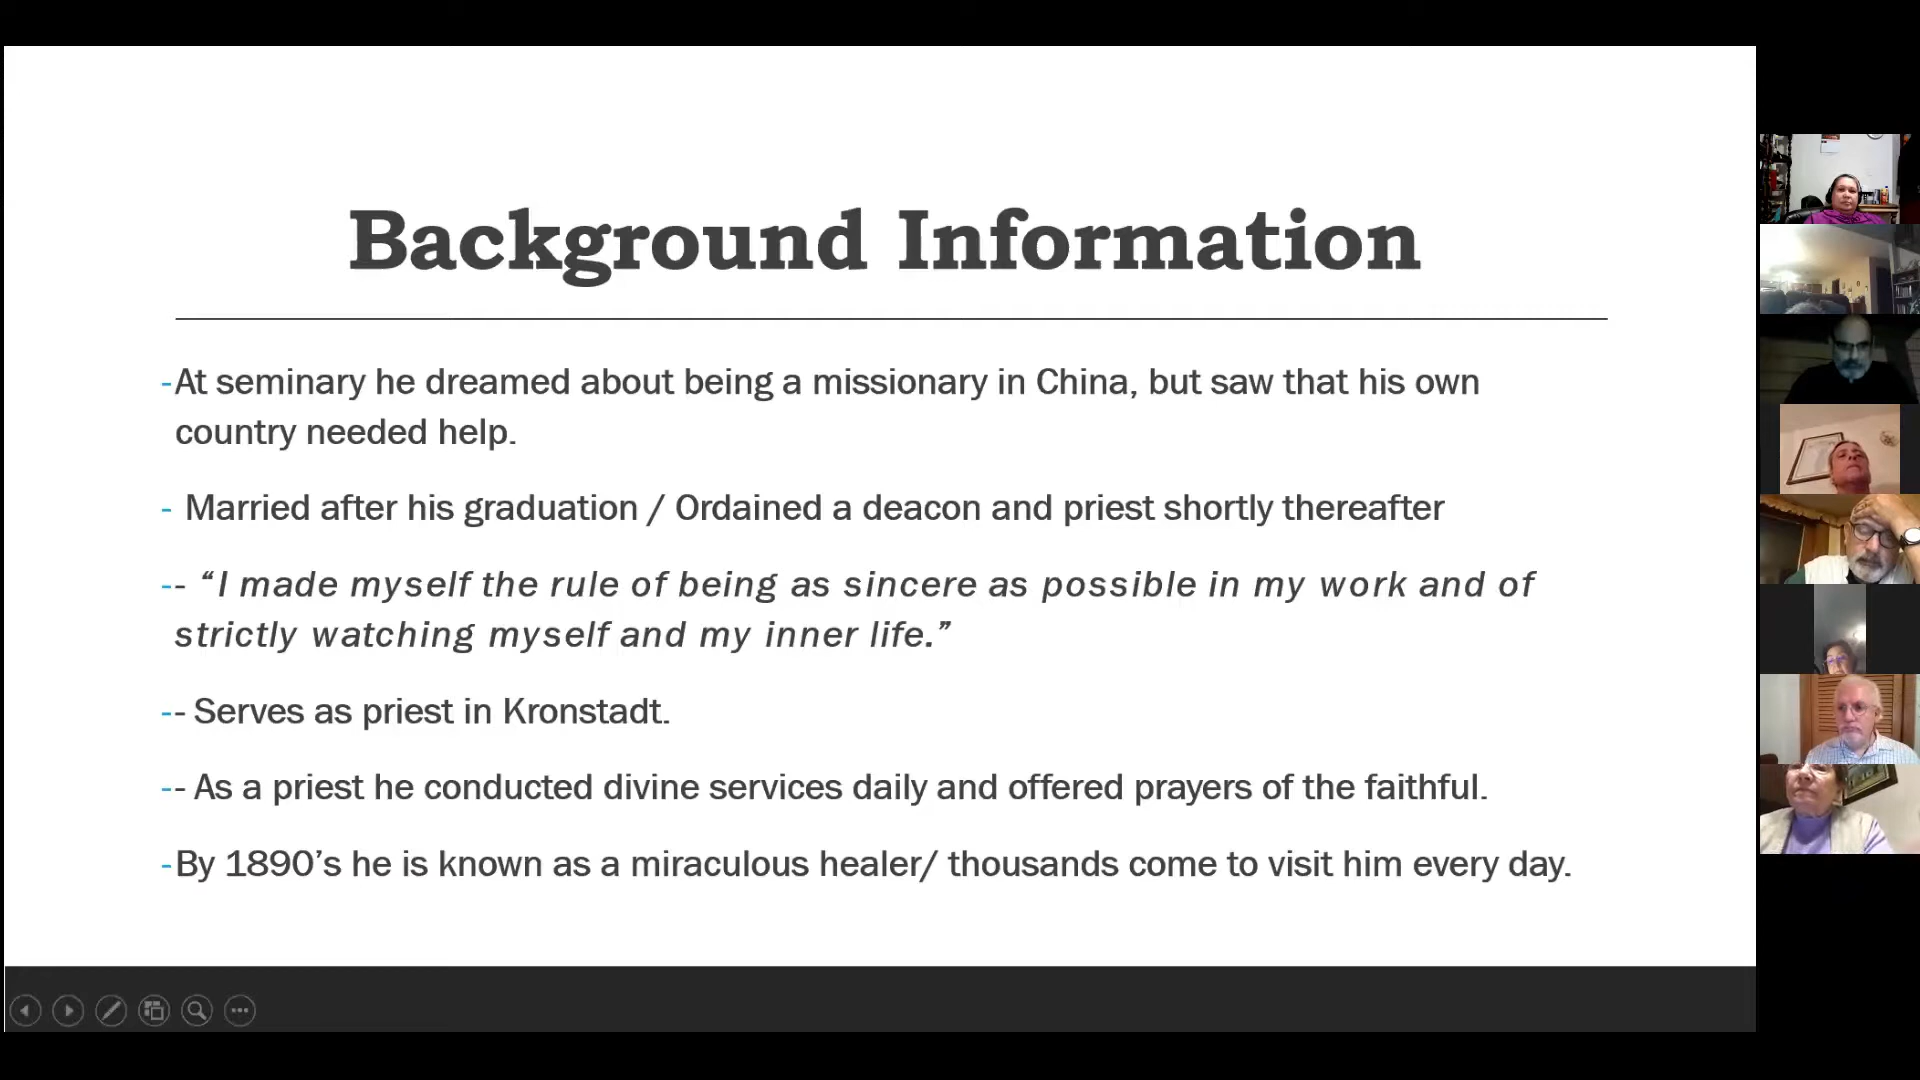 Background Information
-At seminary he dreamed about being a missionary in China, but saw that his own
country needed help.
- Married after his graduation / Ordained a deacon and priest shortly thereafter
-- “I made myself the rule of being as sincere as possible in my work and of
strictly watching myself and my inner life.”
-- Serves as priest in Kronstadt.
-- As a priest he conducted divine services daily and offered prayers of the faithful.
-By 1890’s he is known as a miraculous healer/ thousands come to visit him every day.